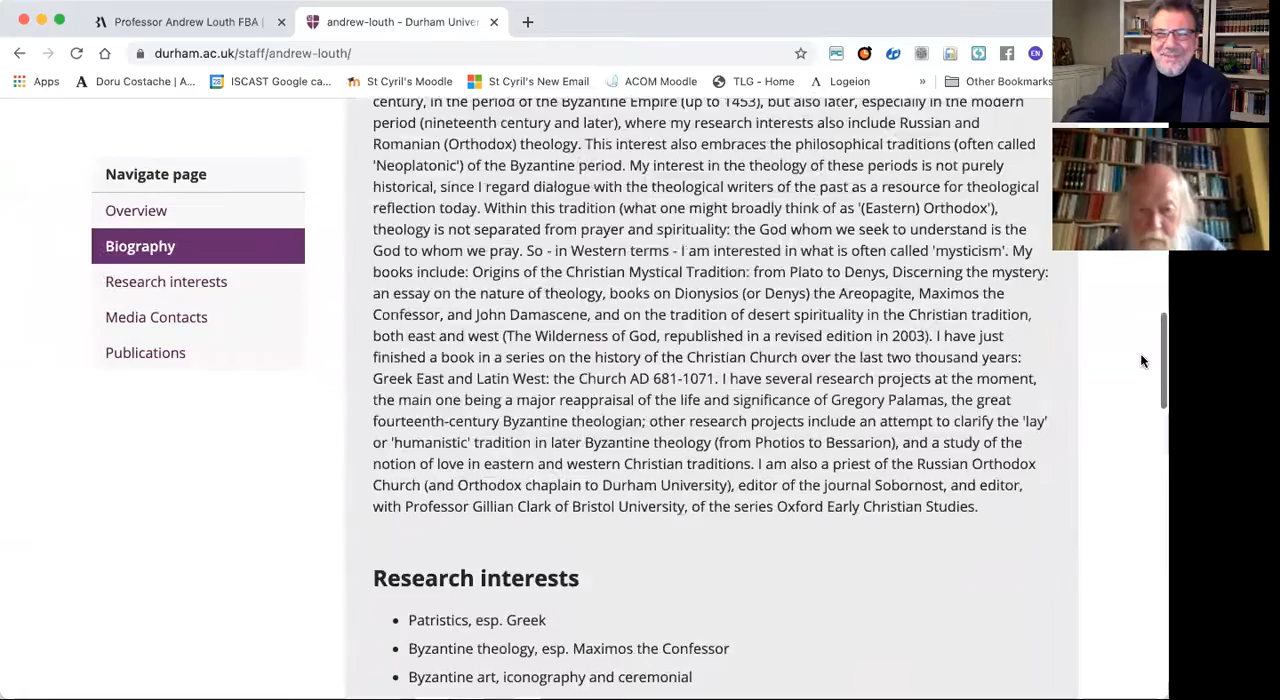 Professor Andrew Louth FBA |
andrew-louth - Durham Univer
durham.ac.uk/staff/andrew-louth/
PC
EN
Apps
Doru Costache | A...
ISCAST Google ca...
St Cyril's Moodle
St Cyril's New Email
ACOM Moodle
TLG - Home
Logeion
»
Other Bookmarks
Navigate page
Overview
Biography
Research interests
Media Contacts
Publications
century, in the period of the Byzantine Empire (up to 1453), but also later, especially in the modern
period (nineteenth century and later), where my research interests also include Russian and
Romanian (Orthodox) theology. This interest also embraces the philosophical traditions (often called
'Neoplatonic') of the Byzantine period. My interest in the theology of these periods is not purely
historical, since I regard dialogue with the theological writers of the past as a resource for theological
reflection today. Within this tradition (what one might broadly think of as '(Eastern) Orthodox'),
theology is not separated from prayer and spirituality: the God whom we seek to understand is the
God to whom we pray. So - in Western terms - I am interested in what is often called 'mysticism'. My
books include: Origins of the Christian Mystical Tradition: from Plato to Denys, Discerning the mystery:
an essay on the nature of theology, books on Dionysios (or Denys) the Areopagite, Maximos the
Confessor, and John Damascene, and on the tradition of desert spirituality in the Christian tradition,
both east and west (The Wilderness of God, republished in a revised edition in 2003). I have just
finished a book in a series on the history of the Christian Church over the last two thousand years:
Greek East and Latin West: the Church AD 681-1071. I have several research projects at the moment,
the main one being a major reappraisal of the life and significance of Gregory Palamas, the great
fourteenth-century Byzantine theologian; other research projects include an attempt to clarify the 'lay'
or 'humanistic' tradition in later Byzantine theology (from Photios to Bessarion), and a study of the
notion of love in eastern and western Christian traditions. I am also a priest of the Russian Orthodox
Church (and Orthodox chaplain to Durham University), editor of the journal Sobornost, and editor,
with Professor Gillian Clark of Bristol University, of the series Oxford Early Christian Studies.
Research interests
• Patristics, esp. Greek
• Byzantine theology, esp. Maximos the Confessor
• Byzantine art, iconography and ceremonial